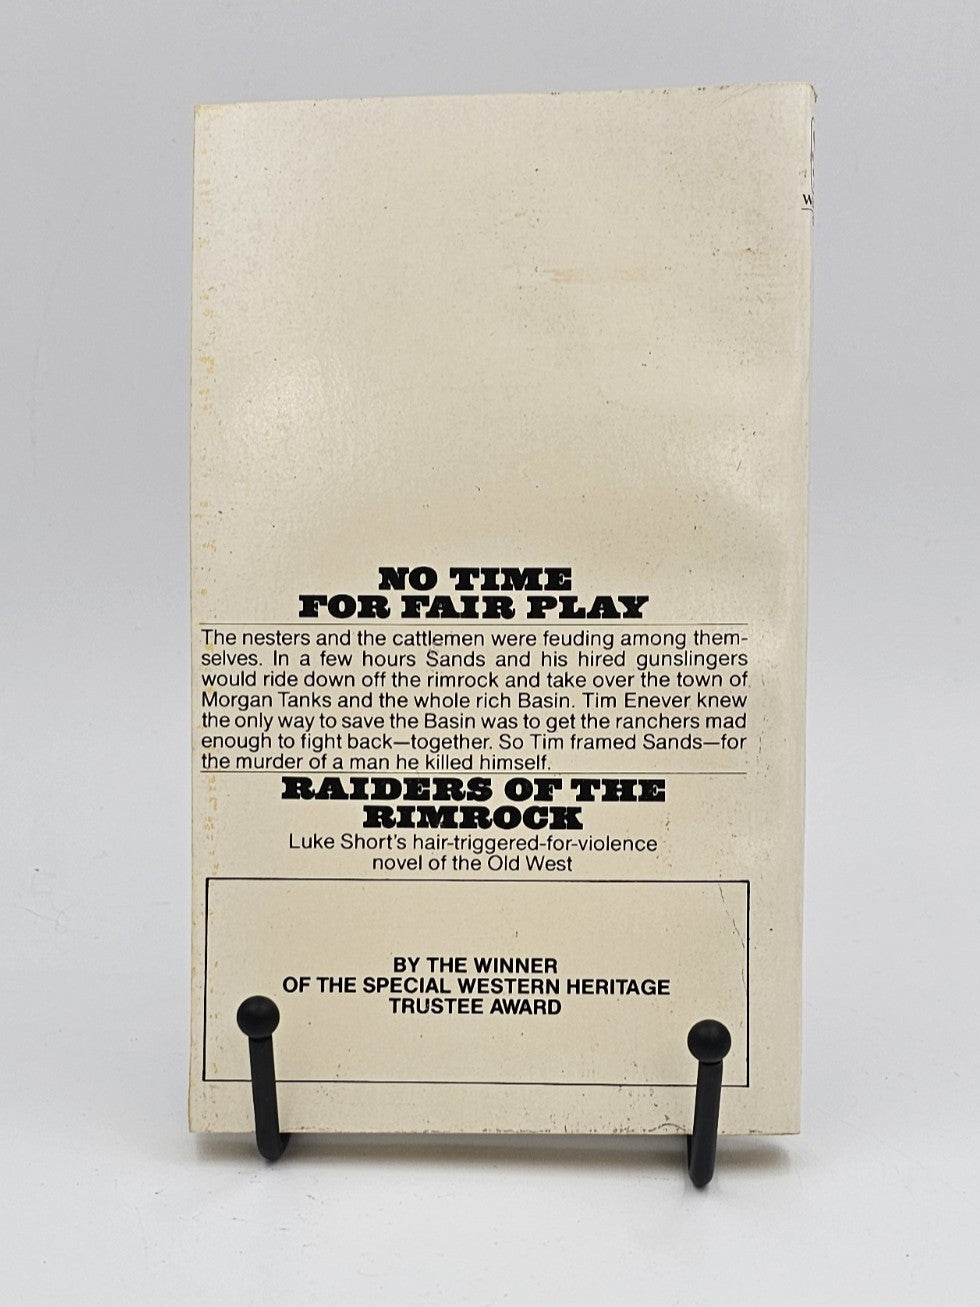 NO TIME
FOR FAIR PLAY
The nesters and the cattlemen were feuding among them-
selves. In a few hours Sands and his hired gunslingers
would ride down off the rimrock and take over the town of
Morgan Tanks and the whole rich Basin. Tim Enever knew
the only way to save the Basin was to get the ranchers mad
enough to fight back—together. So Tim framed Sands—for
the murder of a man he killed himself.
RAIDERS OF THE
RIMROCK
Luke Short's hair-triggered-for-violence
novel of the Old West
BY THE WINNER
OF THE SPECIAL WESTERN HERITAGE
TRUSTEE AWARD